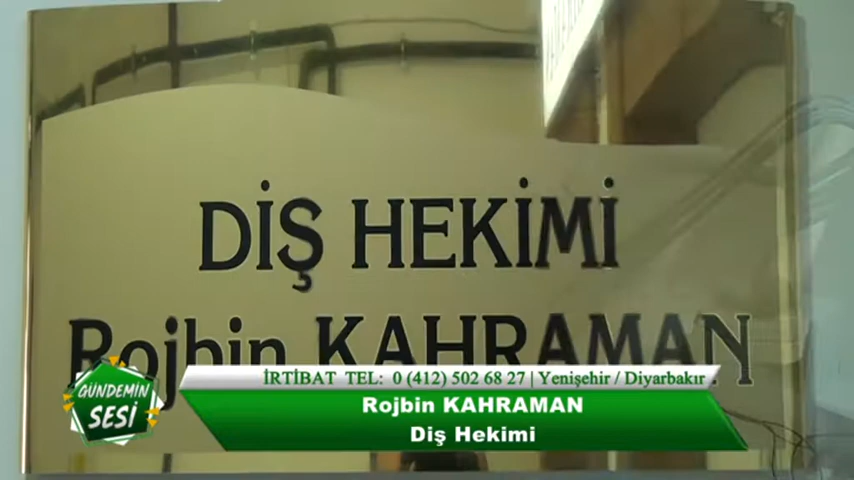 DİŞ HEKİMİ
Rojbin KAHRAMAN
İRTİBAT TEL: 0 (412) 502 68 27 | Yenişehir / Diyarbakır
GÜNDEMİN
SESİ
Rojbin KAHRAMAN
Diş Hekimi